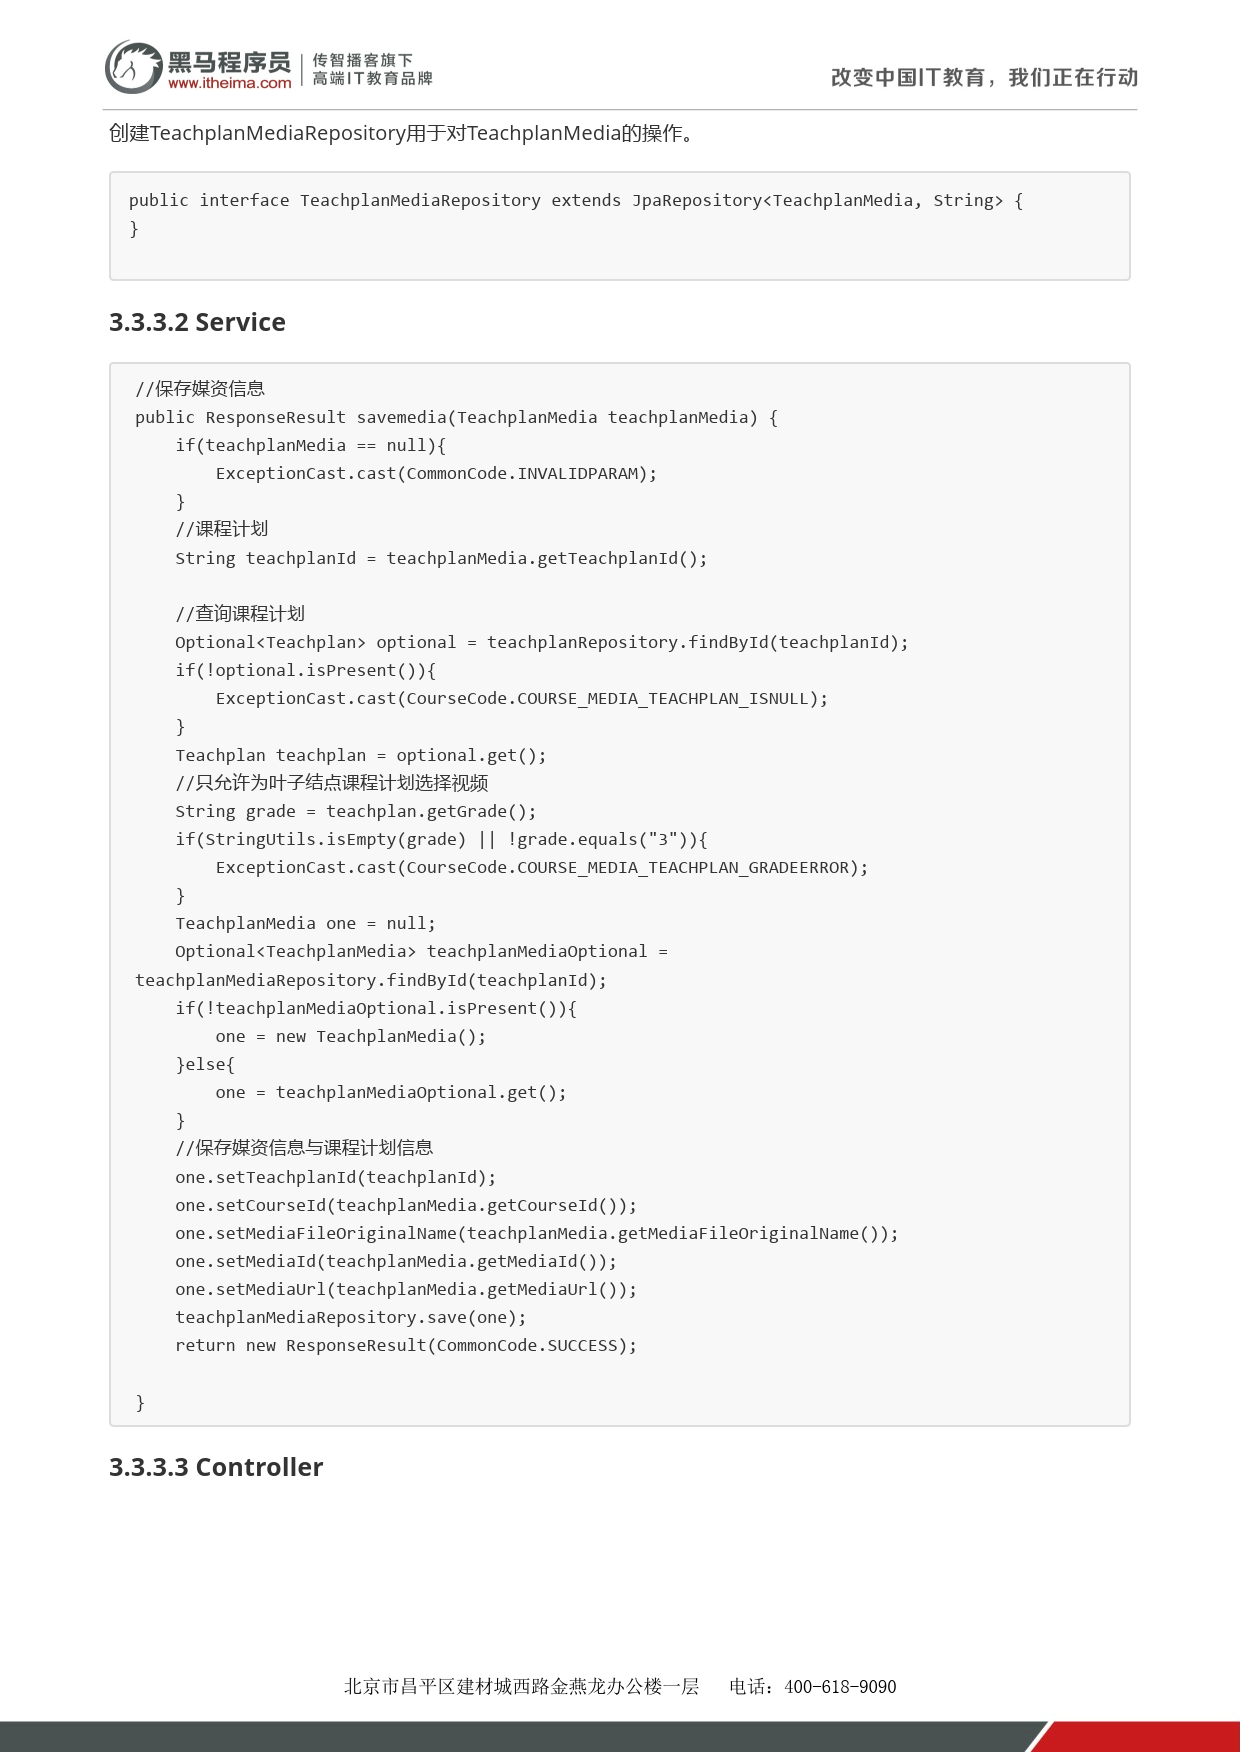 黑马程序员
www.itheima.com
传智播客旗下
高端IT教育品牌
改变中国IT教育，我们正在行动
创建TeachplanMediaRepository用于对TeachplanMedia的操作。
public interface TeachplanMediaRepository extends JpaRepository<TeachplanMedia, String> {
}
3.3.3.2 Service
//保存媒资信息
public ResponseResult savemedia(TeachplanMedia teachplanMedia) {
    if(teachplanMedia == null){
        ExceptionCast.cast(CommonCode.INVALIDPARAM);
    }
    //课程计划
    String teachplanId = teachplanMedia.getTeachplanId();
    //查询课程计划
    Optional<Teachplan> optional = teachplanRepository.findById(teachplanId);
    if(!optional.isPresent()){
        ExceptionCast.cast(CourseCode.COURSE_MEDIA_TEACHPLAN_ISNULL);
    }
    Teachplan teachplan = optional.get();
    //只允许为叶子结点课程计划选择视频
    String grade = teachplan.getGrade();
    if(StringUtils.isEmpty(grade) || !grade.equals("3")){
        ExceptionCast.cast(CourseCode.COURSE_MEDIA_TEACHPLAN_GRADEERROR);
    }
    TeachplanMedia one = null;
    Optional<TeachplanMedia> teachplanMediaOptional =
teachplanMediaRepository.findById(teachplanId);
    if(!teachplanMediaOptional.isPresent()){
        one = new TeachplanMedia();
    }else{
        one = teachplanMediaOptional.get();
    }
    //保存媒资信息与课程计划信息
    one.setTeachplanId(teachplanId);
    one.setCourseId(teachplanMedia.getCourseId());
    one.setMediaFileOriginalName(teachplanMedia.getMediaFileOriginalName());
    one.setMediaId(teachplanMedia.getMediaId());
    one.setMediaUrl(teachplanMedia.getMediaUrl());
    teachplanMediaRepository.save(one);
    return new ResponseResult(CommonCode.SUCCESS);
}
3.3.3.3 Controller
北京市昌平区建材城西路金燕龙办公楼一层 电话：400-618-9090